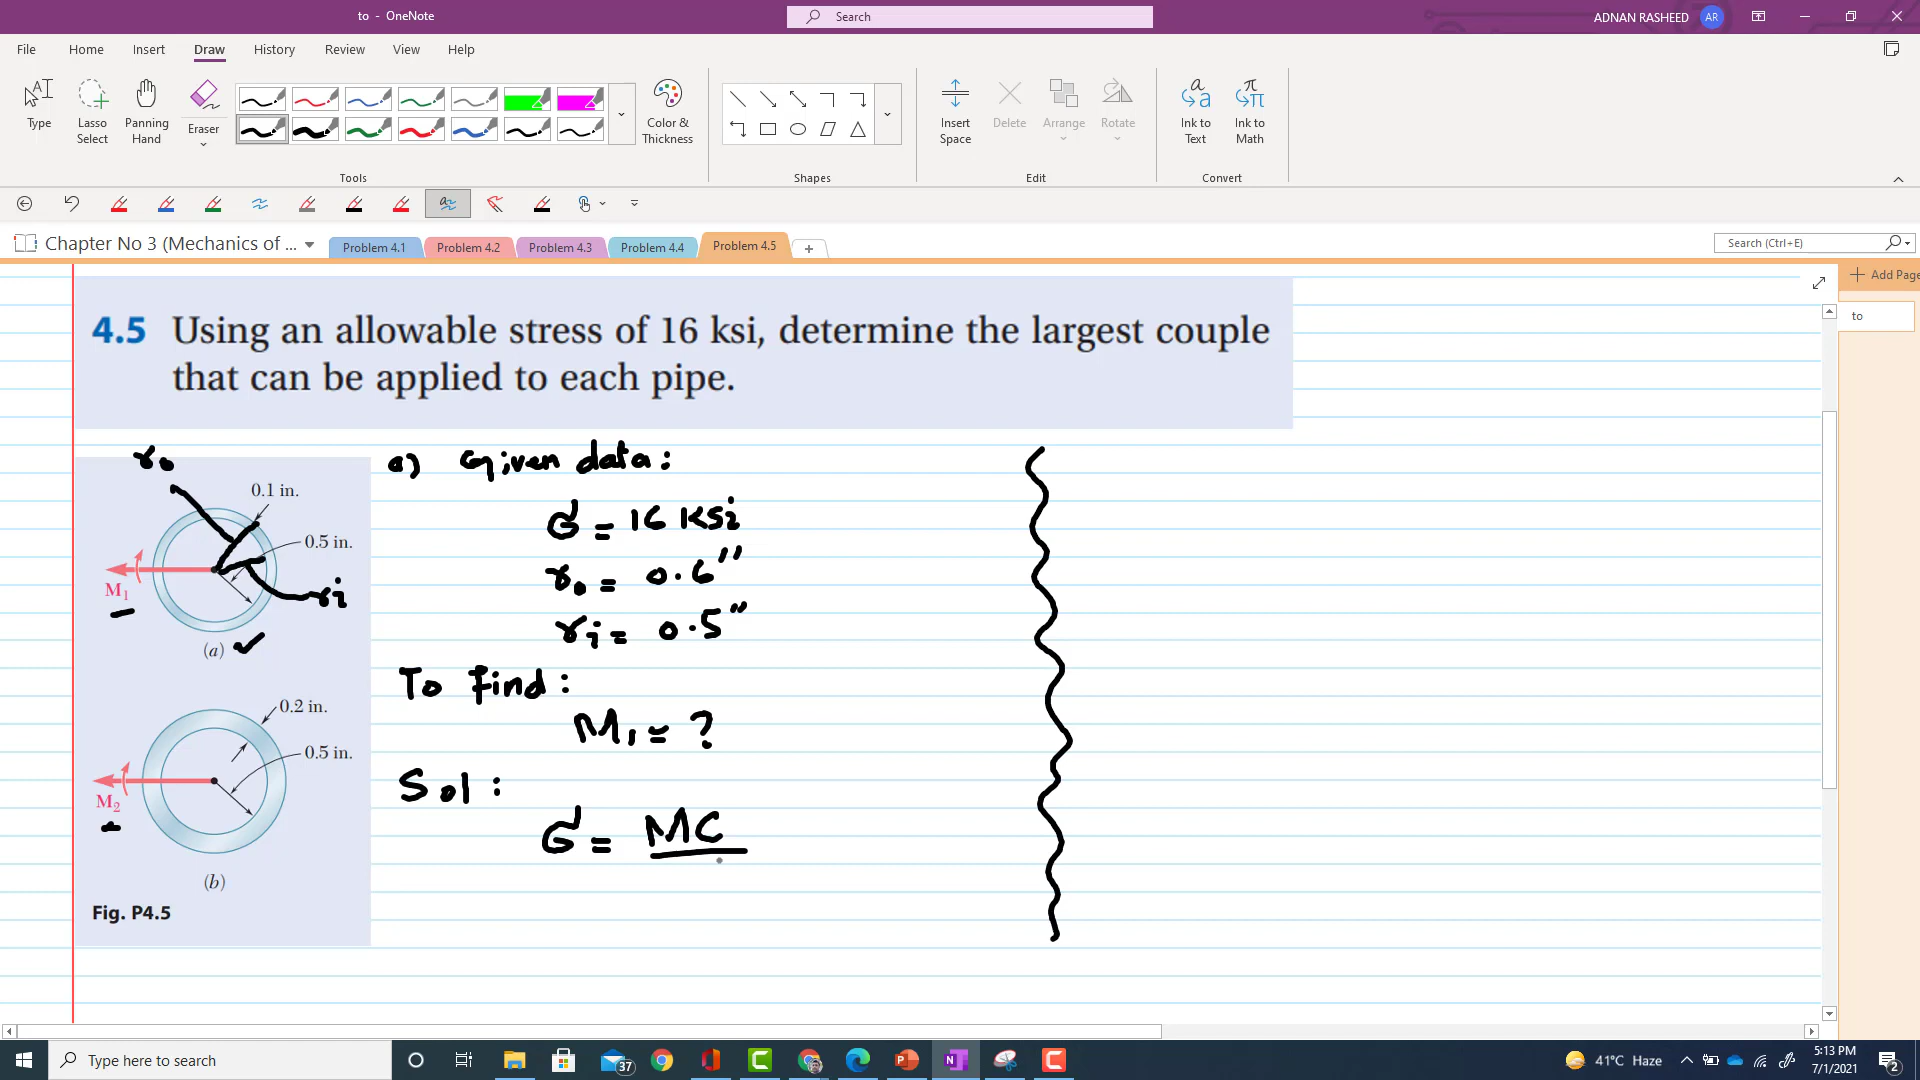 to - OneNote
Search
ADNAN RASHEED
AR
File Home Insert Draw History Review View Help
Type
Lasso Select
Panning Hand
Eraser
Color & Thickness
Insert Space
Delete
Arrange
Rotate
Ink to Text
Ink to Math
Tools
Shapes
Edit
Convert
Chapter No 3 (Mechanics of ...
Problem 4.1
Problem 4.2
Problem 4.3
Problem 4.4
Problem 4.5
Search (Ctrl+E)
Add Page
to
4.5 Using an allowable stress of 16 ksi, determine the largest couple
that can be applied to each pipe.
r₀
0.1 in.
0.5 in.
M₁
ri
(a)
0.2 in.
0.5 in.
M₂
(b)
Fig. P4.5
a) Given data:
σ = 16 ksi
r₀ = 0.6"
ri = 0.5"
To find:
M₁ = ?
Sol:
σ = MC
Type here to search
37
41°C Haze
5:13 PM
7/1/2021
2